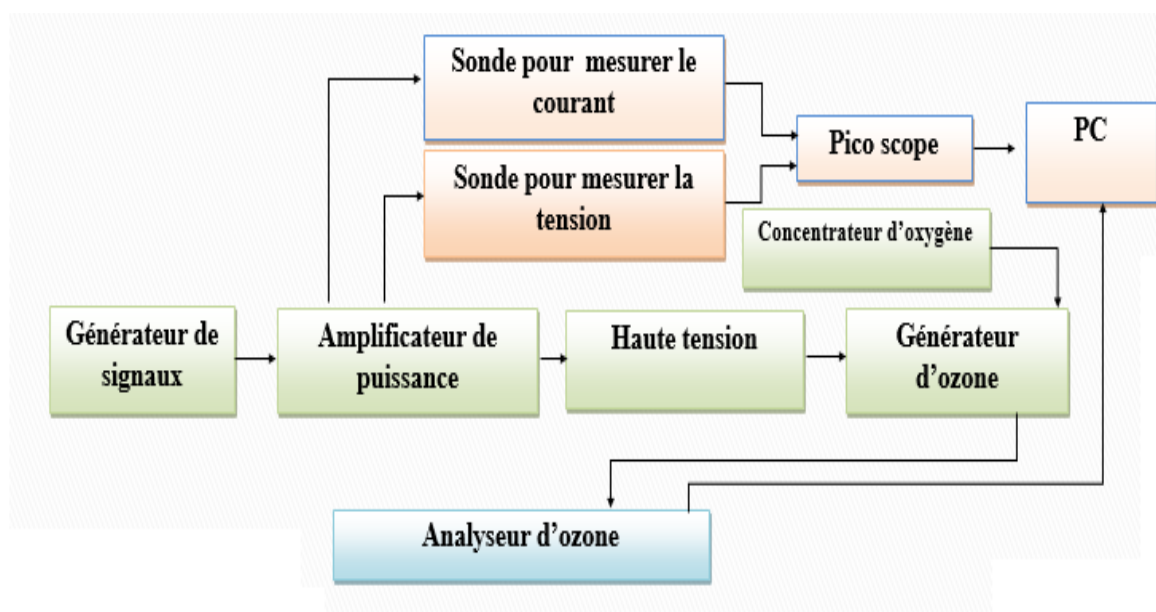 Sonde pour mesurer le
courant
Pico scope
PC
Sonde pour mesurer la
tension
Concentrateur d'oxygène
Générateur de
signaux
Amplificateur de
puissance
Haute tension
Générateur
d'ozone
Analyseur d'ozone